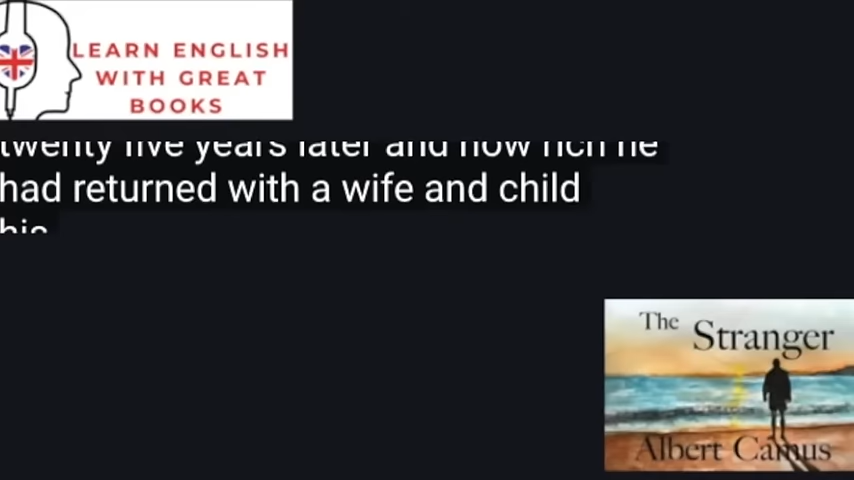 LEARN ENGLISH
WITH GREAT
BOOKS
twenty five years later and now rich he
had returned with a wife and child
his
The Stranger
Albert Camus